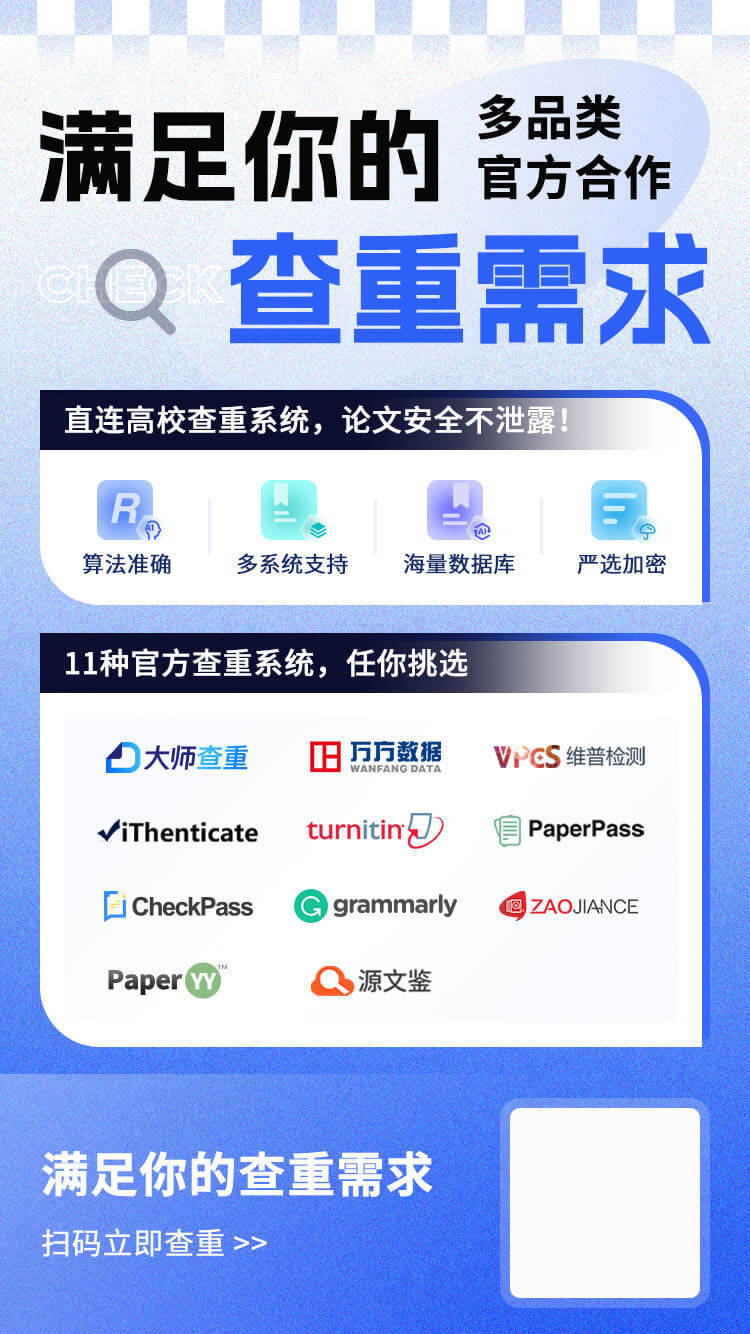 满足你的
多品类
官方合作
CHECK
查重需求
直连高校查重系统，论文安全不泄露！
R AI
AI
算法准确 多系统支持 海量数据库 严选加密
11种官方查重系统，任你挑选
大师查重 万方数据 VPCS 维普检测
WANFANG DATA
iThenticate turnitin PaperPass
CheckPass grammarly ZAOJIANCE
Paper YY™ 源文鉴
满足你的查重需求
扫码立即查重 >>